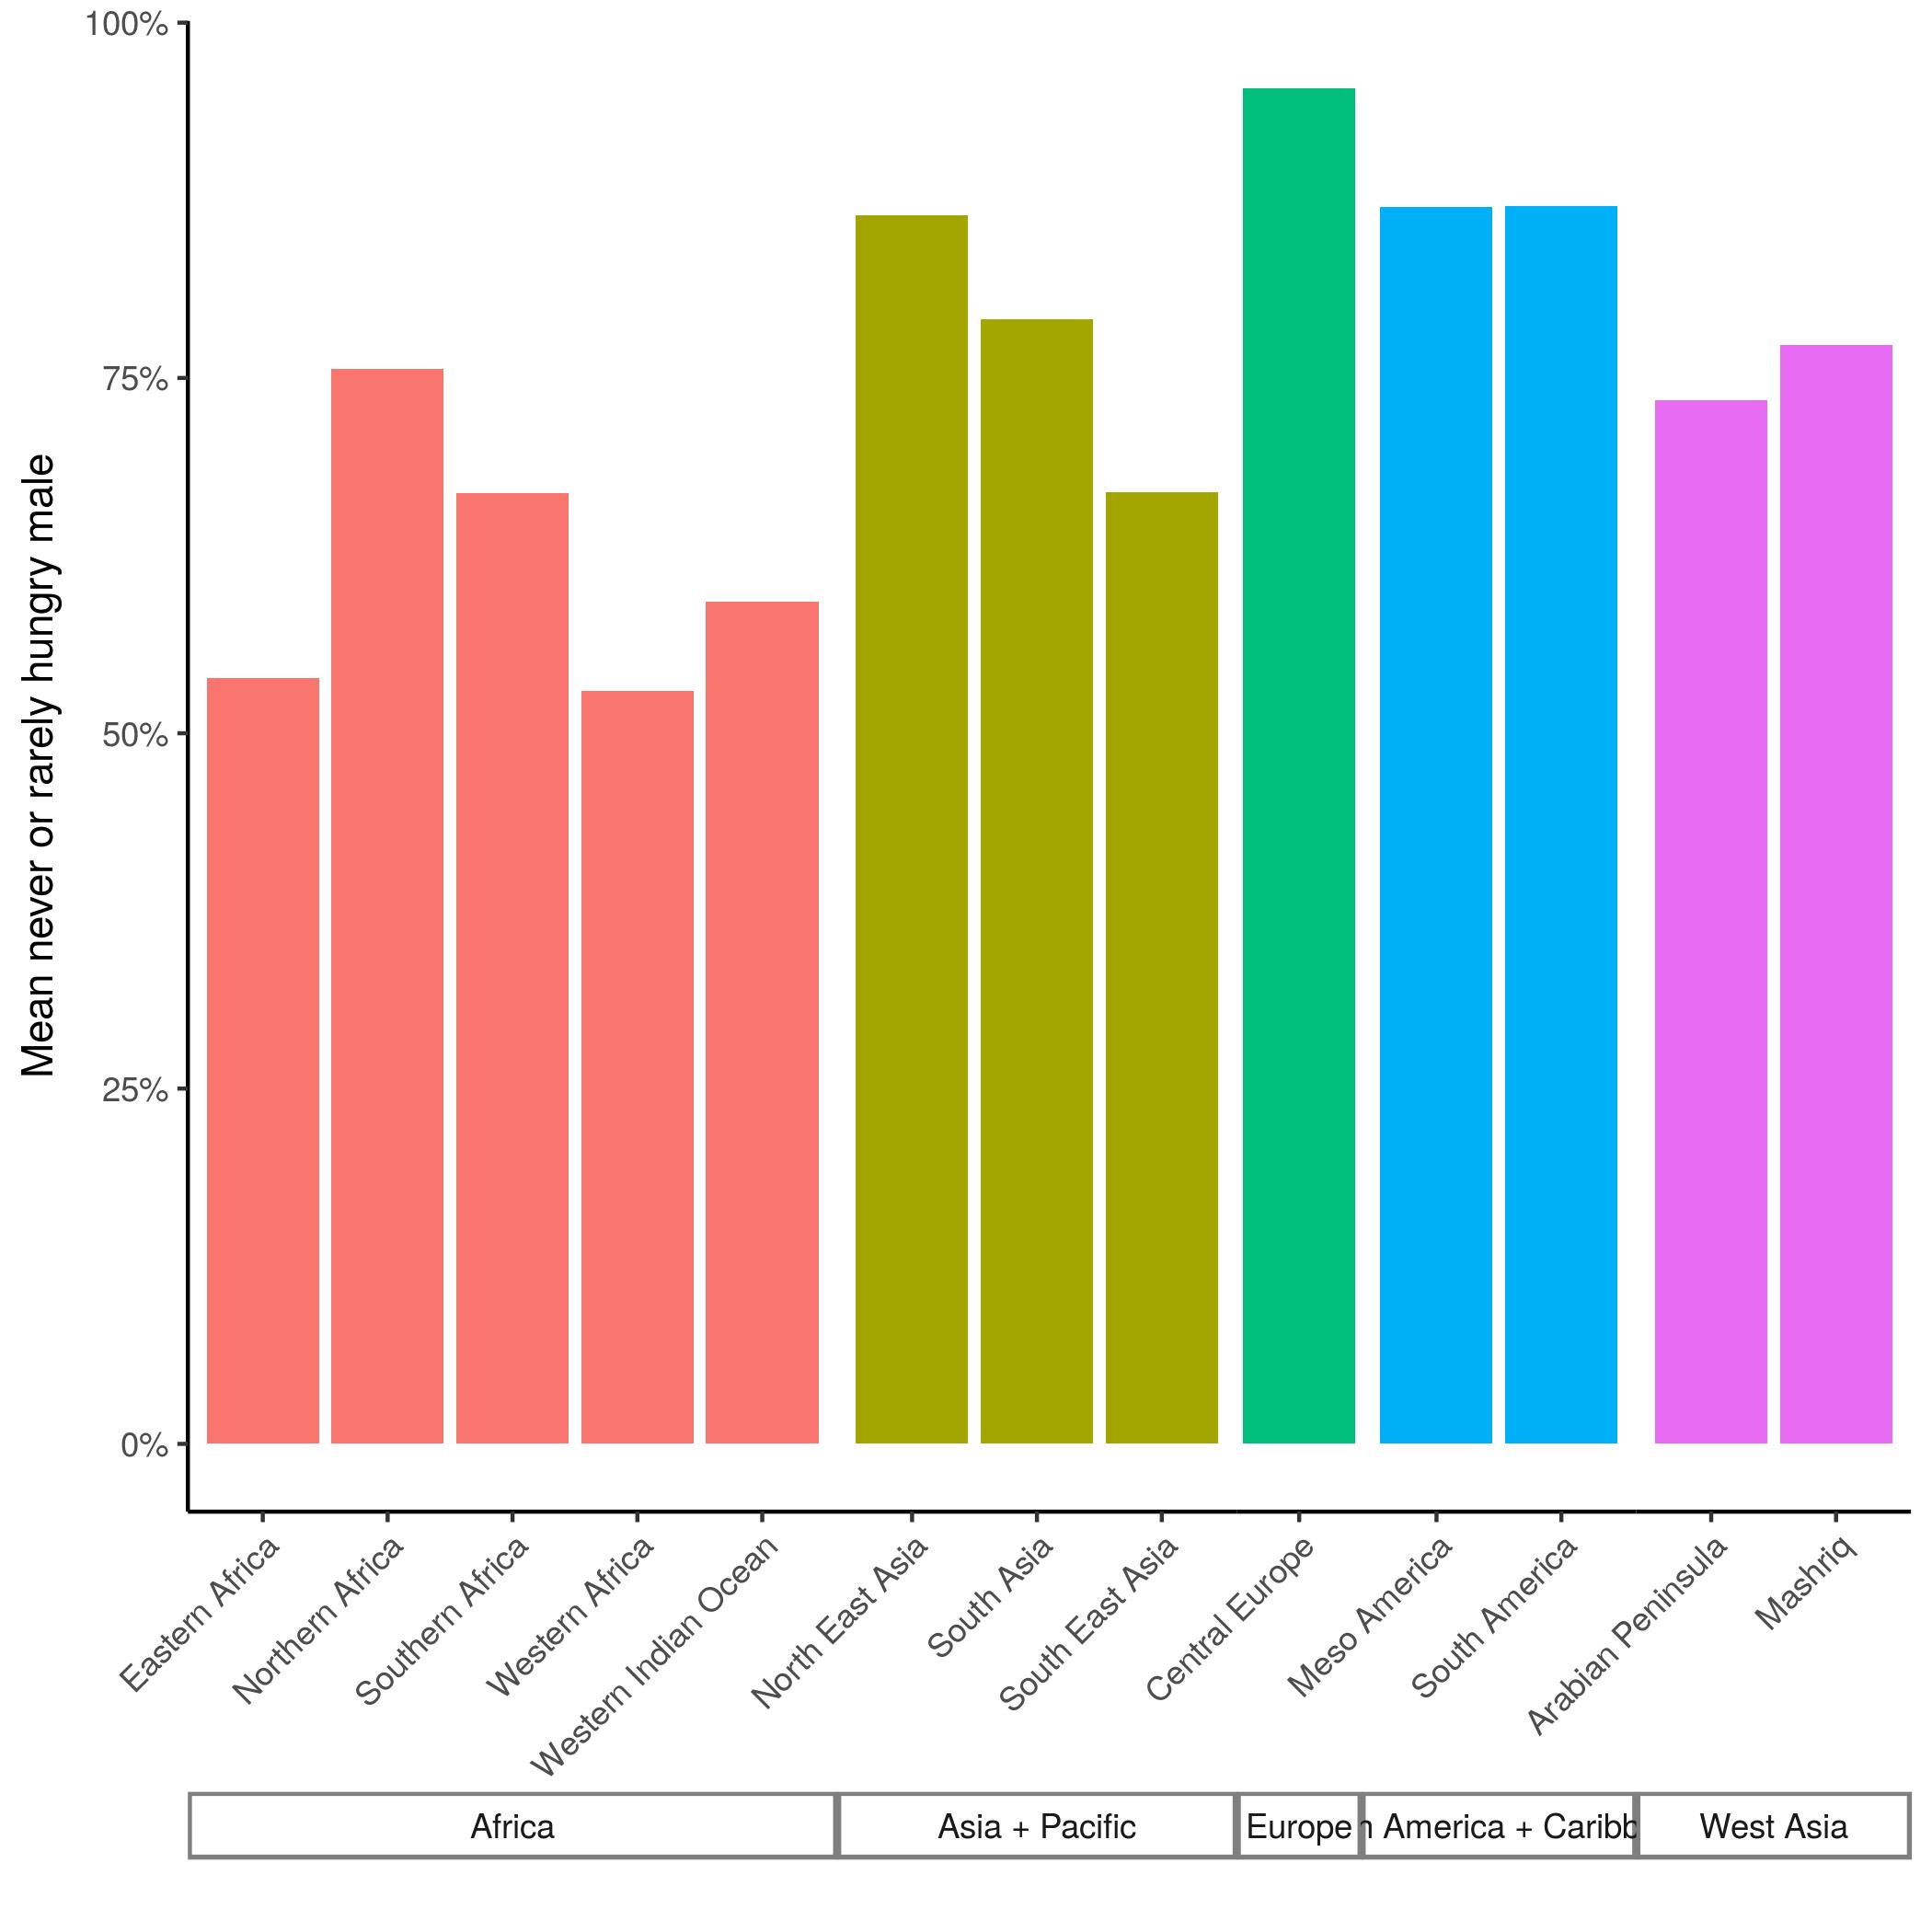 Mean never or rarely hungry male
100%
75%
50%
25%
0%
Eastern Africa
Northern Africa
Southern Africa
Western Africa
Western Indian Ocean
North East Asia
South Asia
South East Asia
Central Europe
Meso America
South America
Arabian Peninsula
Mashriq
Africa
Asia + Pacific
Europe
America +
West Asia